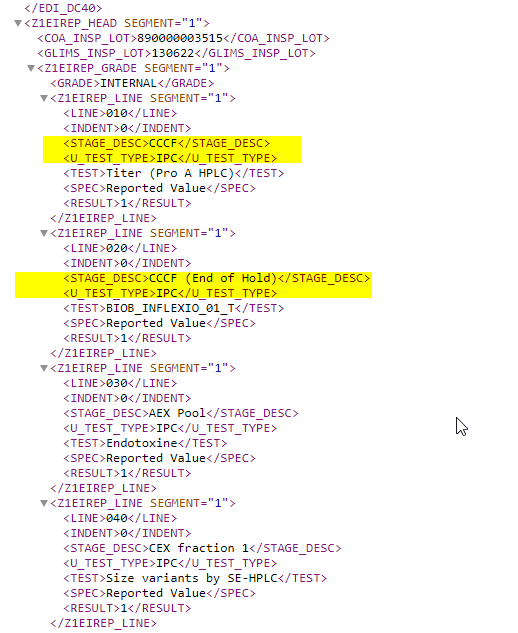 </EDI_DC40>
▼<Z1EIREP_HEAD SEGMENT="1">
<COA_INSP_LOT>890000003515</COA_INSP_LOT>
<GLIMS_INSP_LOT>130622</GLIMS_INSP_LOT>
▼<Z1EIREP_GRADE SEGMENT="1">
<GRADE>INTERNAL</GRADE>
▼<Z1EIREP_LINE SEGMENT="1">
<LINE>010</LINE>
<INDENT>0</INDENT>
<STAGE_DESC>CCCF</STAGE_DESC>
<U_TEST_TYPE>IPC</U_TEST_TYPE>
<TEST>Titer (Pro A HPLC)</TEST>
<SPEC>Reported Value</SPEC>
<RESULT>1</RESULT>
</Z1EIREP_LINE>
▼<Z1EIREP_LINE SEGMENT="1">
<LINE>020</LINE>
<INDENT>0</INDENT>
<STAGE_DESC>CCCF (End of Hold)</STAGE_DESC>
<U_TEST_TYPE>IPC</U_TEST_TYPE>
<TEST>BIOB_INFLEXIO_01_T</TEST>
<SPEC>Reported Value</SPEC>
<RESULT>1</RESULT>
</Z1EIREP_LINE>
▼<Z1EIREP_LINE SEGMENT="1">
<LINE>030</LINE>
<INDENT>0</INDENT>
<STAGE_DESC>AEX Pool</STAGE_DESC>
<U_TEST_TYPE>IPC</U_TEST_TYPE>
<TEST>Endotoxine</TEST>
<SPEC>Reported Value</SPEC>
<RESULT>1</RESULT>
</Z1EIREP_LINE>
▼<Z1EIREP_LINE SEGMENT="1">
<LINE>040</LINE>
<INDENT>0</INDENT>
<STAGE_DESC>CEX fraction 1</STAGE_DESC>
<U_TEST_TYPE>IPC</U_TEST_TYPE>
<TEST>Size variants by SE-HPLC</TEST>
<SPEC>Reported Value</SPEC>
<RESULT>1</RESULT>
</Z1EIREP_LINE>